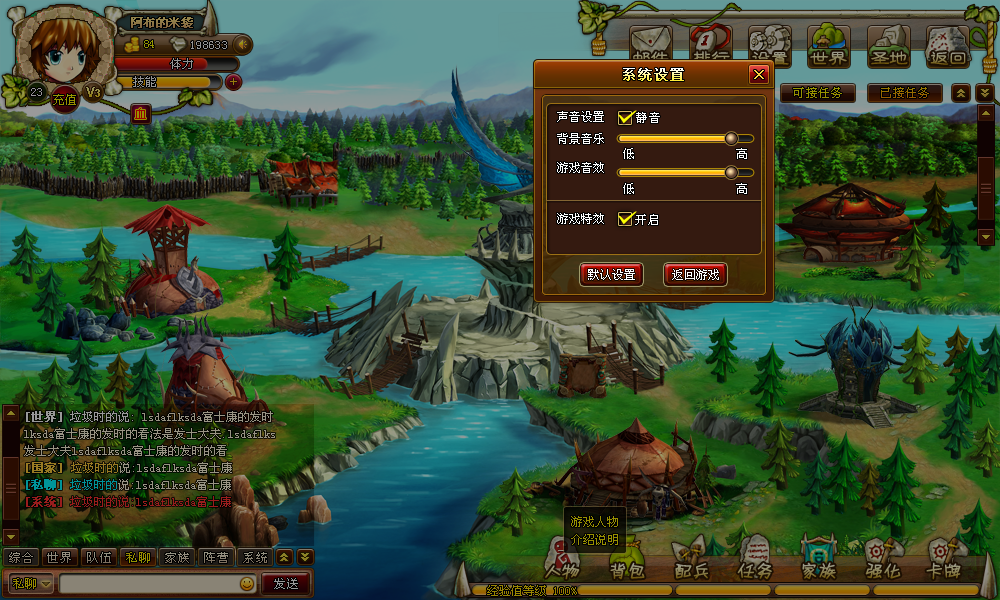 阿布的米袋
84
198633
体力
技能
23
充值
V3
邮件
排行
设置
世界
圣地
返回
可接任务
已接任务
系统设置
声音设置 静音
背景音乐
低 高
游戏音效
低 高
游戏特效 开启
默认设置 返回游戏
[世界] 垃圾时的说: lsdaflksda富士康的发时
lksda富士康的发时的看法是发士大夫.lsdaflks
发士大夫lsdaflksda富士康的发时的看
[国家] 垃圾时的说:lsdaflksda富士康
[私聊] 垃圾时的说:lsdaflksda富士康
[系统] 垃圾时的说:lsdaflksda富士康
综合 世界 队伍 私聊 家族 阵营 系统
私聊 发送
游戏人物
介绍说明
人物 背包 配兵 任务 家族 强化 卡牌
经验值等级 100%